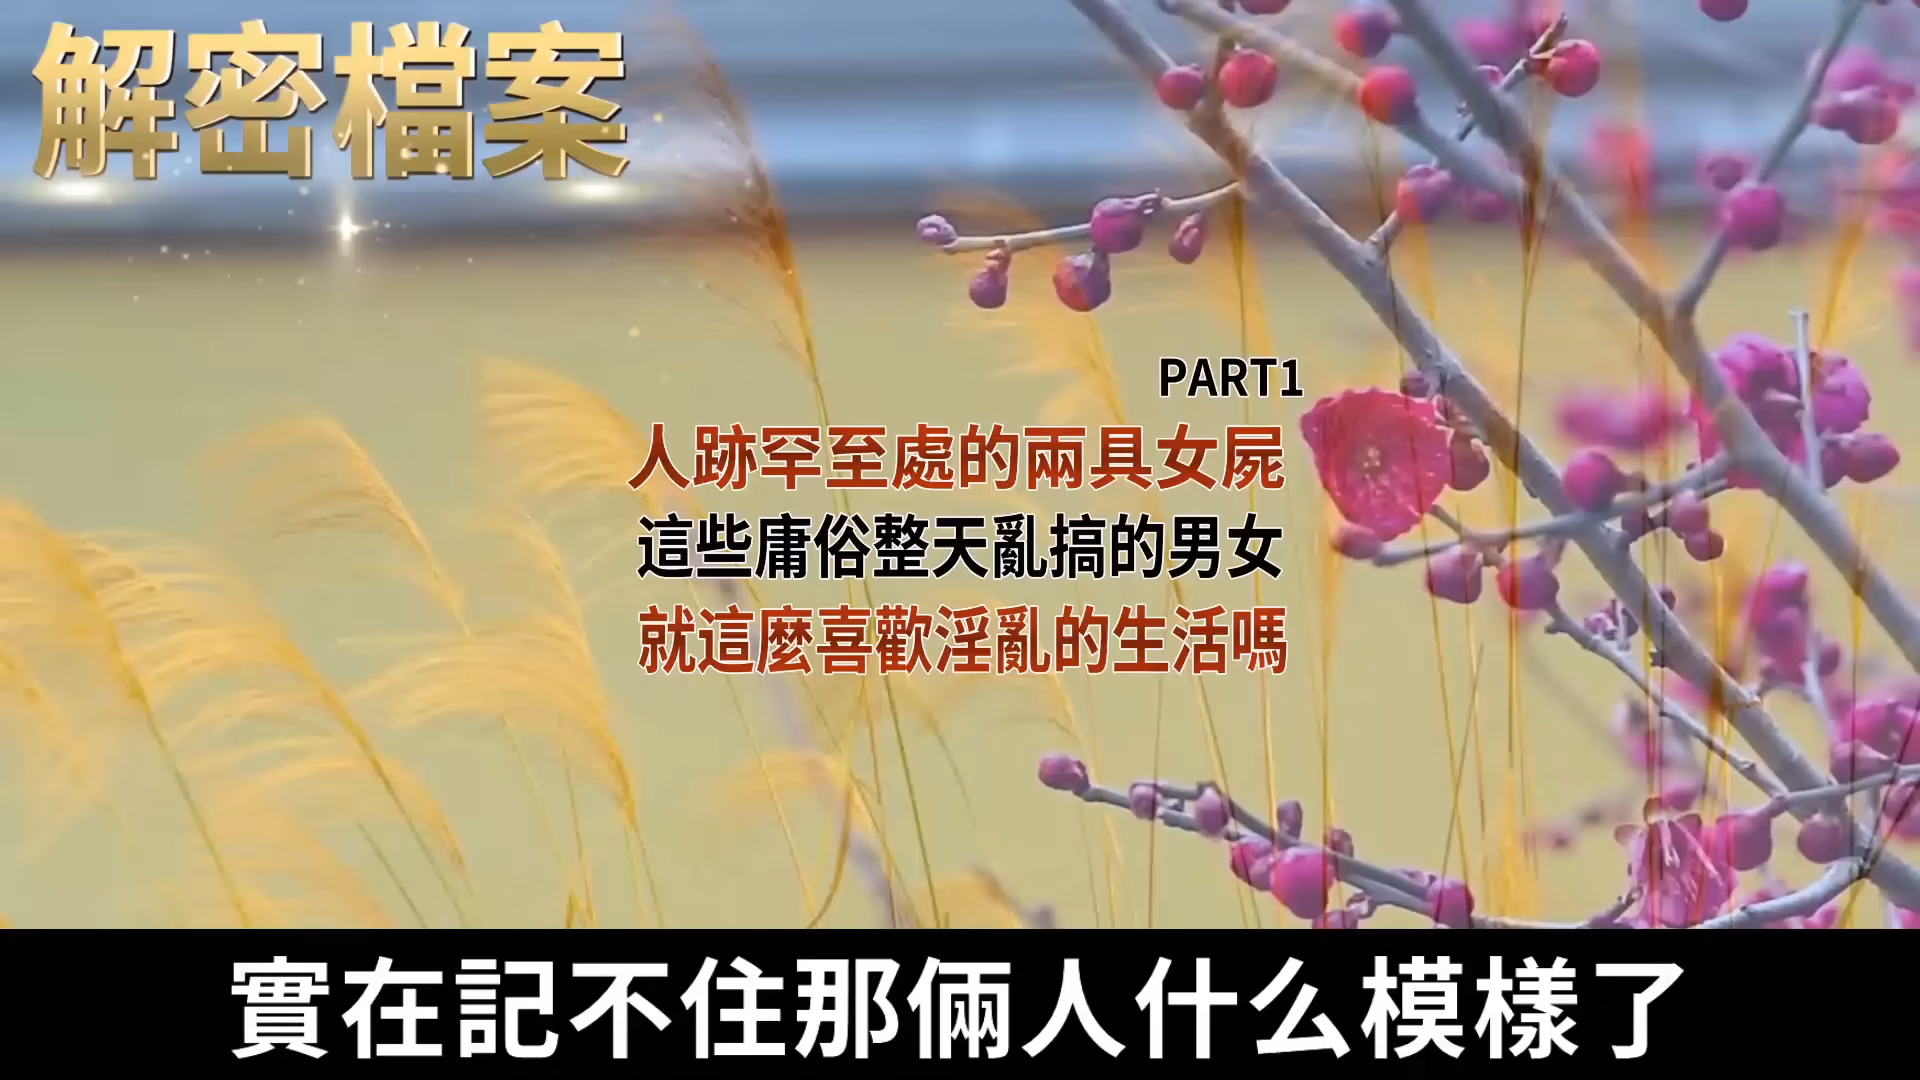 解密檔案
PART1
人跡罕至處的兩具女屍
這些庸俗整天亂搞的男女
就這麼喜歡淫亂的生活嗎
實在記不住那倆人什么模樣了